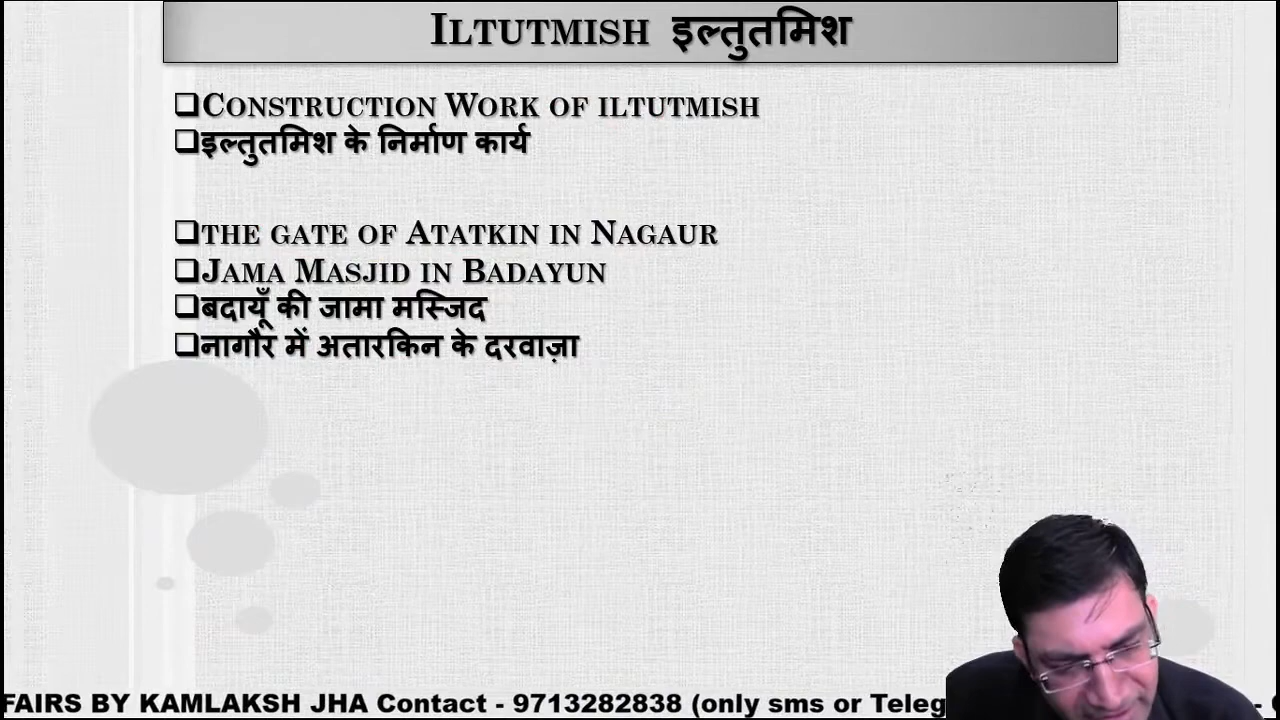 ILTUTMISH इल्तुतमिश
❑CONSTRUCTION WORK OF ILTUTMISH
❑इल्तुतमिश के निर्माण कार्य
❑THE GATE OF ATATKIN IN NAGAUR
❑JAMA MASJID IN BADAYUN
❑बदायूँ की जामा मस्जिद
❑नागौर में अतारकिन के दरवाज़ा
FAIRS BY KAMLAKSH JHA Contact - 9713282838 (only sms or Teleg